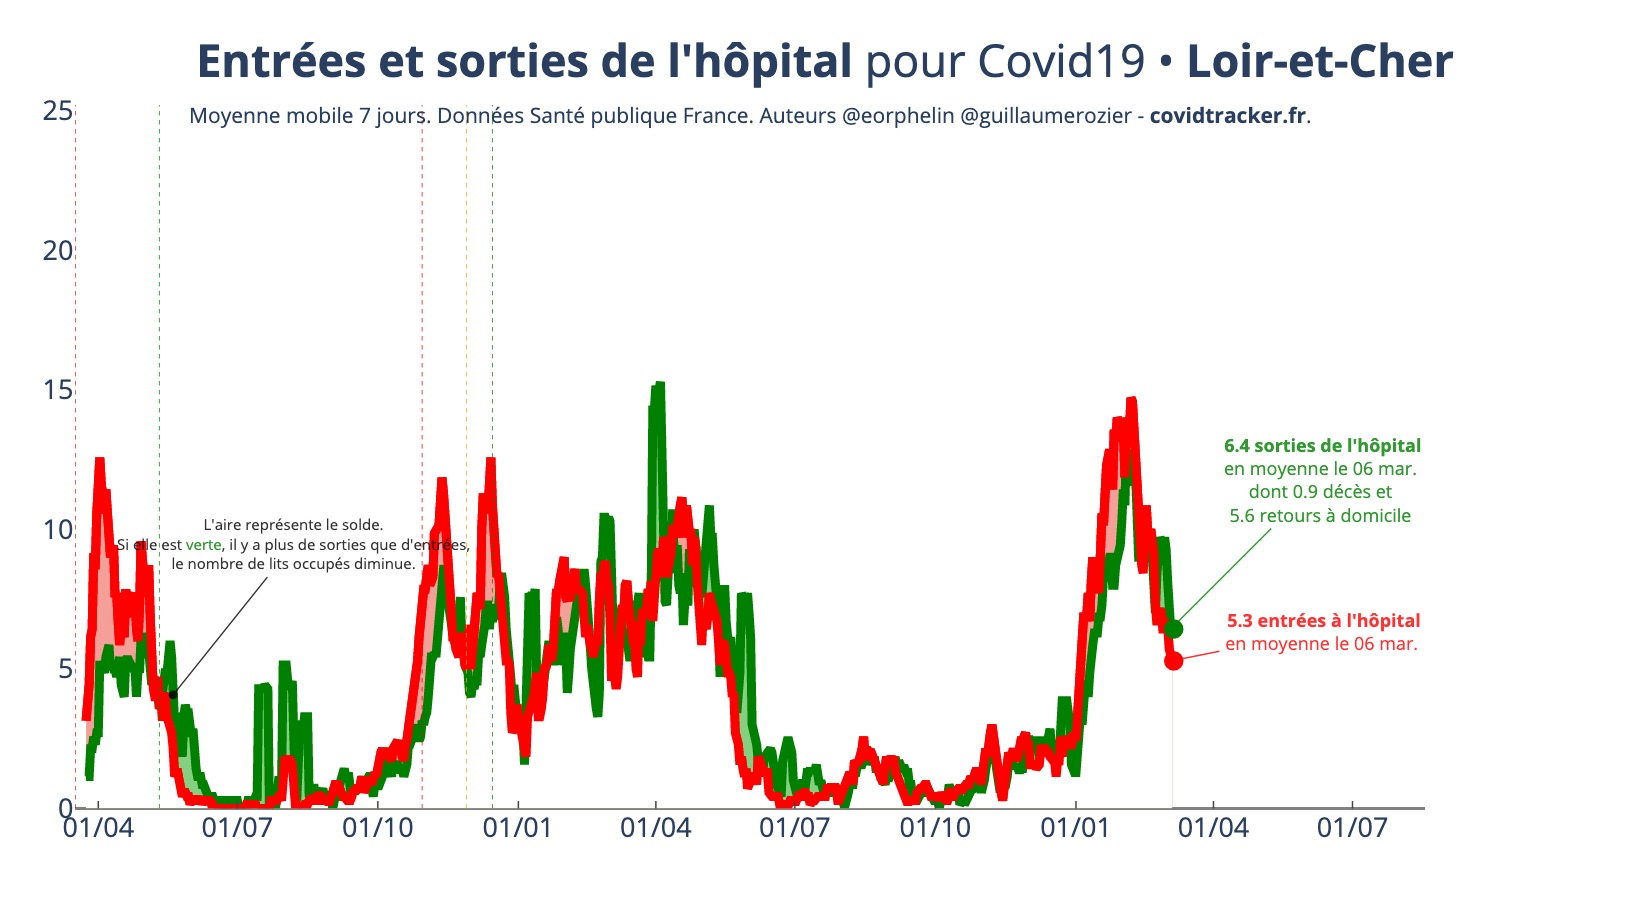 Entrées et sorties de l'hôpital pour Covid19 • Loir-et-Cher
Moyenne mobile 7 jours. Données Santé publique France. Auteurs @eorphelin @guillaumerozier - covidtracker.fr.
25
20
15
10
5
0
L'aire représente le solde.
Si elle est verte, il y a plus de sorties que d'entrées,
le nombre de lits occupés diminue.
6.4 sorties de l'hôpital
en moyenne le 06 mar.
dont 0.9 décès et
5.6 retours à domicile
5.3 entrées à l'hôpital
en moyenne le 06 mar.
01/04 01/07 01/10 01/01 01/04 01/07 01/10 01/01 01/04 01/07